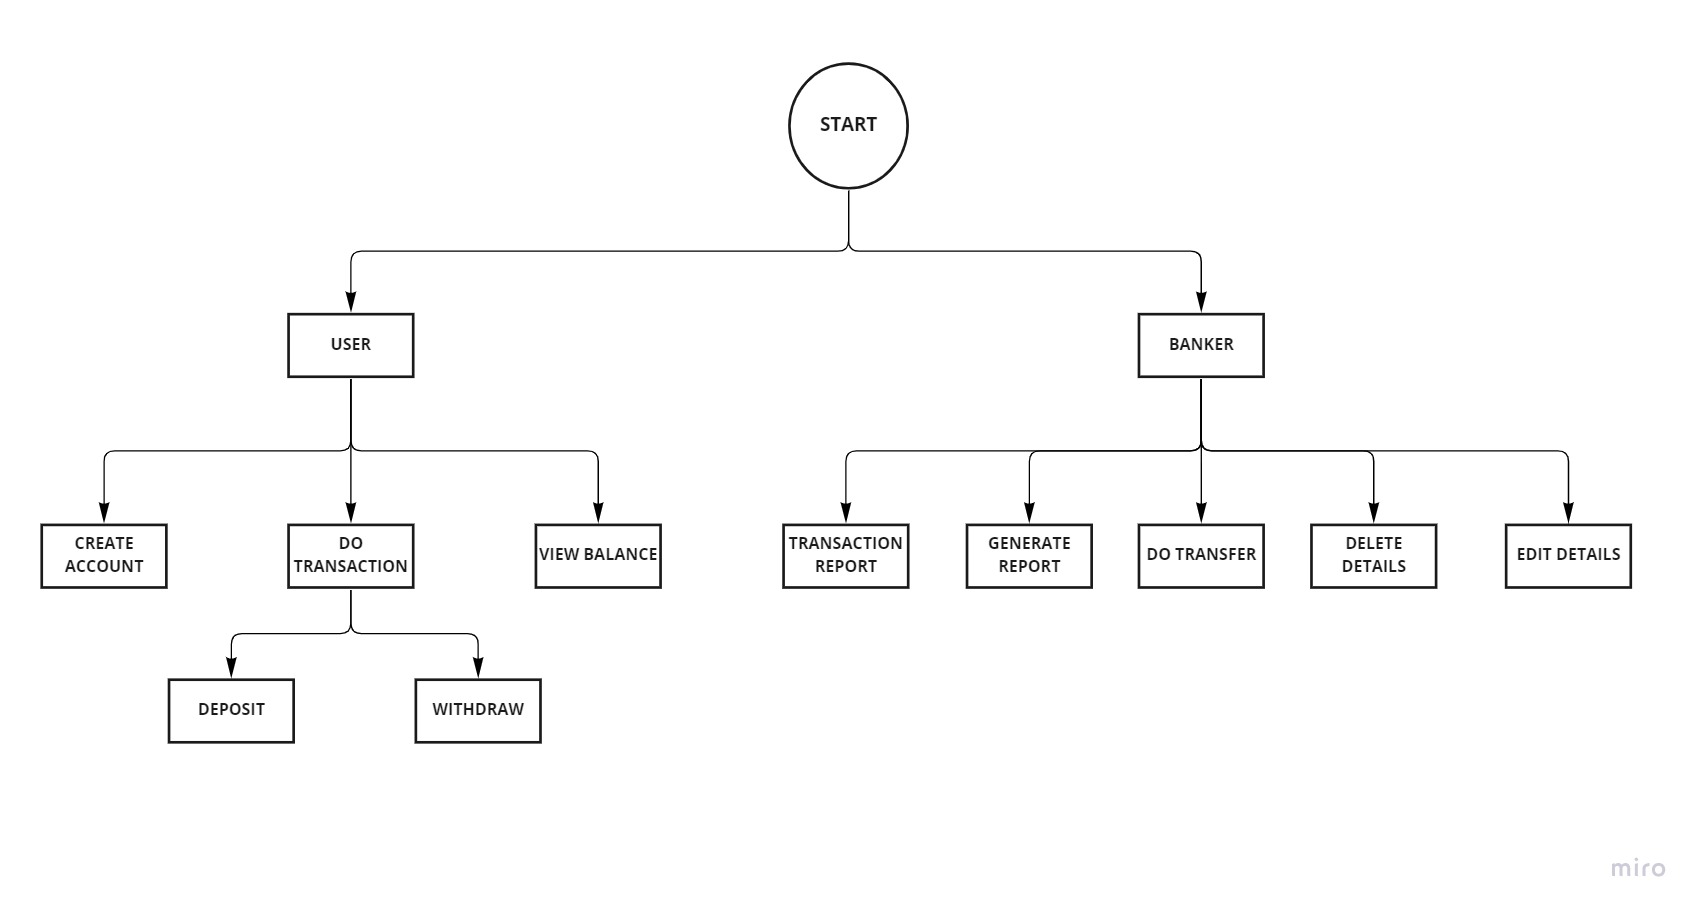 START
USER
BANKER
CREATE
ACCOUNT
DO
TRANSACTION
VIEW BALANCE
TRANSACTION
REPORT
GENERATE
REPORT
DO TRANSFER
DELETE
DETAILS
EDIT DETAILS
DEPOSIT
WITHDRAW
miro